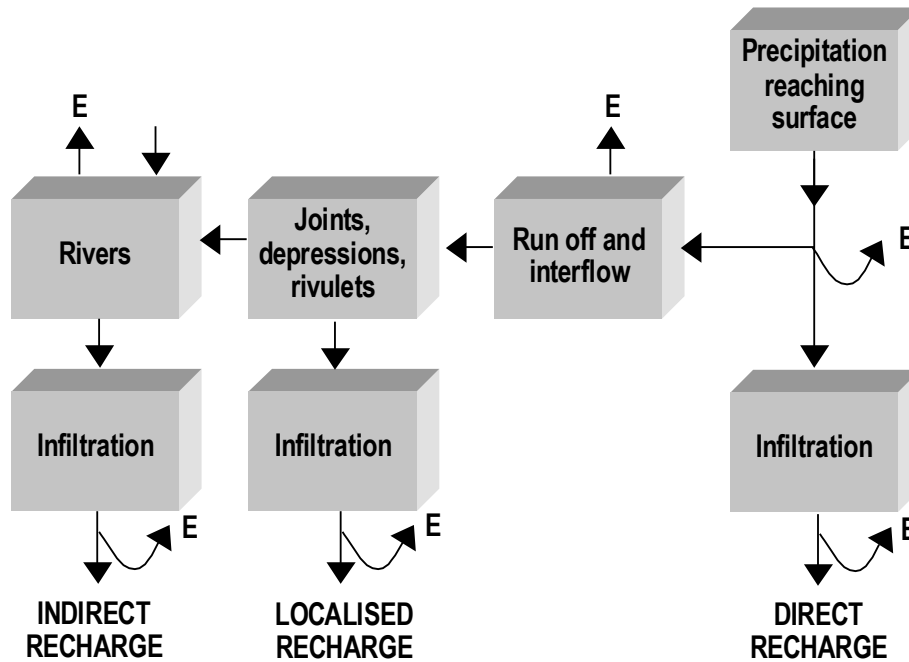 Precipitation
reaching
surface
E
E
Rivers
Joints,
depressions,
rivulets
Run off and
interflow
E
Infiltration
Infiltration
Infiltration
E
E
E
INDIRECT
RECHARGE
LOCALISED
RECHARGE
DIRECT
RECHARGE